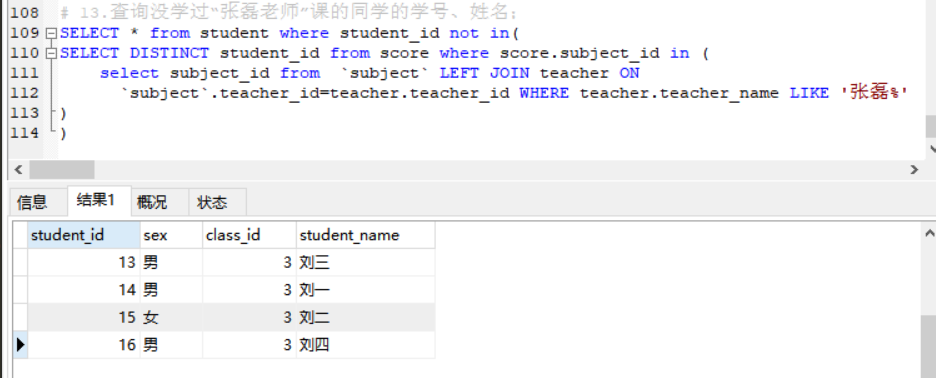 108 # 13.查询没学过“张磊老师”课的同学的学号、姓名;
109 SELECT * from student where student_id not in(
110 SELECT DISTINCT student_id from score where score.subject_id in (
111 select subject_id from `subject` LEFT JOIN teacher ON
112 `subject`.teacher_id=teacher.teacher_id WHERE teacher.teacher_name LIKE '张磊%'
113 )
114 )
信息 结果1 概况 状态
student_id sex class_id student_name
13 男 3 刘三
14 男 3 刘一
15 女 3 刘二
16 男 3 刘四